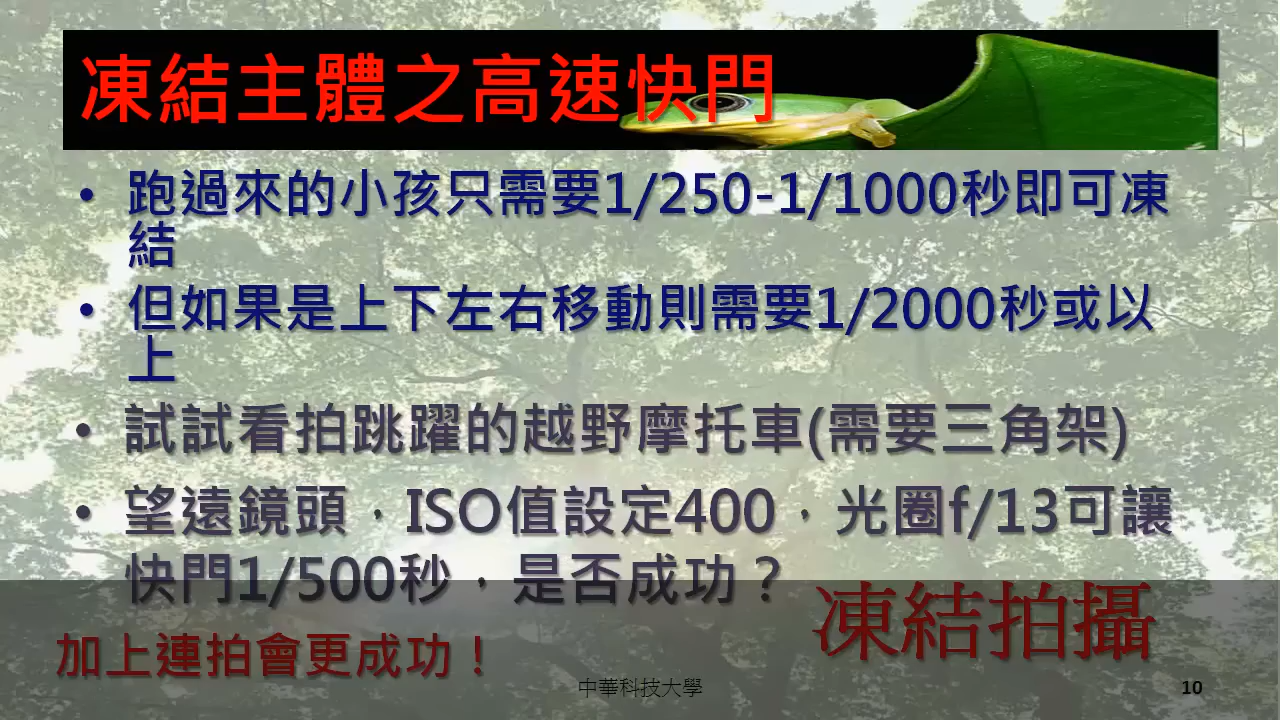 凍結主體之高速快門
• 跑過來的小孩只需要1/250-1/1000秒即可凍
結
• 但如果是上下左右移動則需要1/2000秒或以
上
• 試試看拍跳躍的越野摩托車(需要三角架)
• 望遠鏡頭，ISO值設定400，光圈f/13可讓
快門1/500秒，是否成功？
凍結拍攝
加上連拍會更成功！
中華科技大學
10